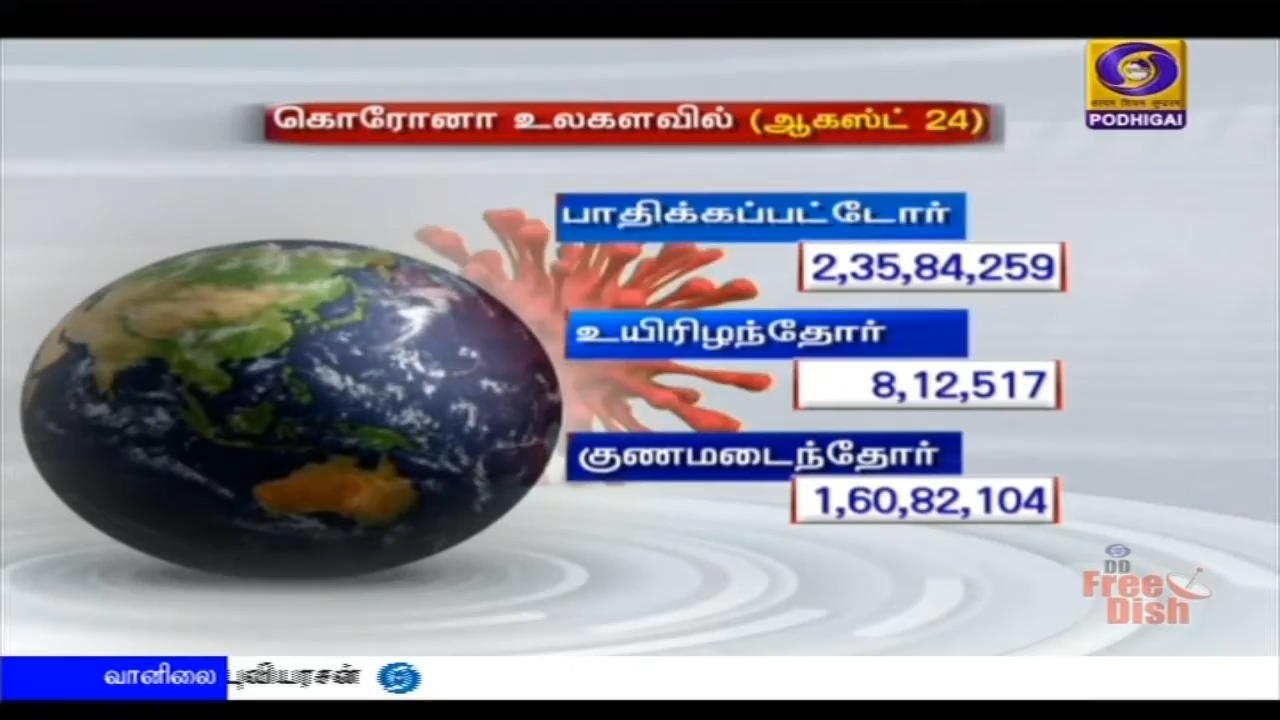 கொரோனா உலகளவில் (ஆகஸ்ட் 24)
PODHIGAI
பாதிக்கப்பட்டோர்
2,35,84,259
உயிரிழந்தோர்
8,12,517
குணமடைந்தோர்
1,60,82,104
DD
Free
Dish
வானிலை புவியரசன்